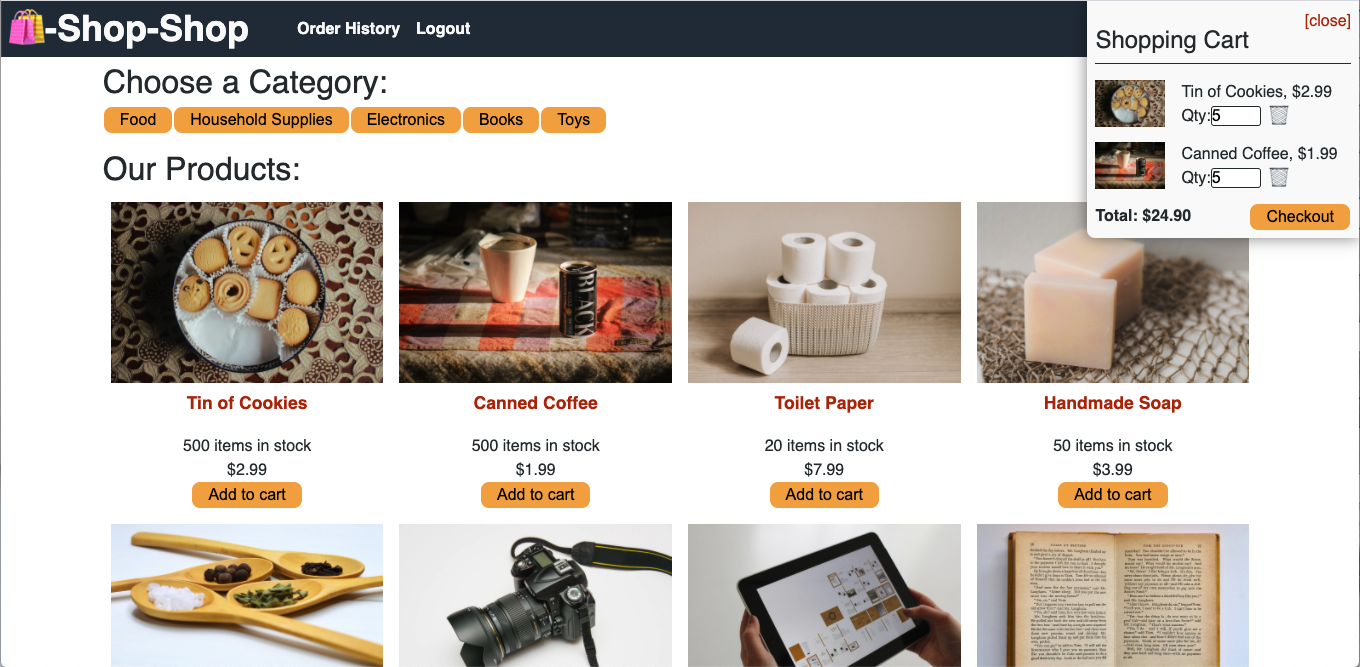 -Shop-Shop
Order History
Logout
[close]
Shopping Cart
Tin of Cookies, $2.99
Qty:5
Canned Coffee, $1.99
Qty:5
Total: $24.90
Checkout
Choose a Category:
Food
Household Supplies
Electronics
Books
Toys
Our Products:
BLACK
Tin of Cookies
Canned Coffee
Toilet Paper
Handmade Soap
500 items in stock
500 items in stock
20 items in stock
50 items in stock
$2.99
$1.99
$7.99
$3.99
Add to cart
Add to cart
Add to cart
Add to cart